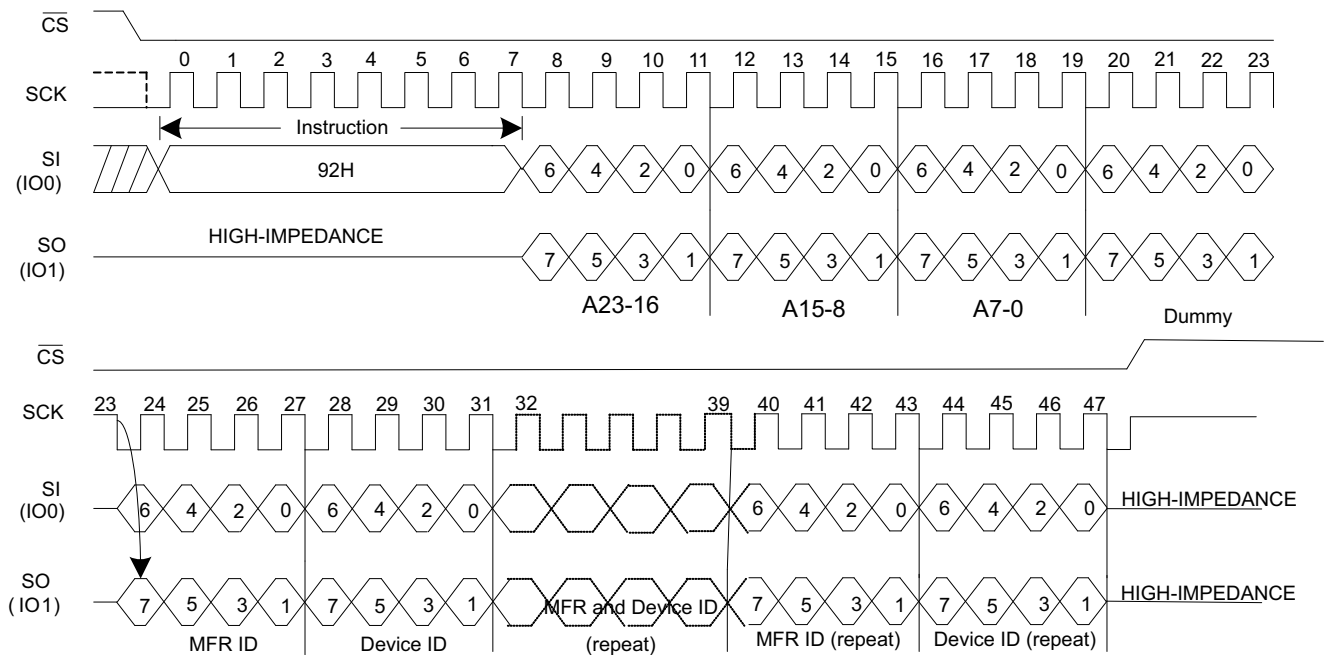 CS
0 1 2 3 4 5 6 7 8 9 10 11 12 13 14 15 16 17 18 19 20 21 22 23
SCK
Instruction
SI
(IO0)
92H
6 4 2 0 6 4 2 0 6 4 2 0 6 4 2 0
HIGH-IMPEDANCE
SO
(IO1)
7 5 3 1 7 5 3 1 7 5 3 1 7 5 3 1
A23-16 A15-8 A7-0
Dummy
CS
23 24 25 26 27 28 29 30 31 32 39 40 41 42 43 44 45 46 47
SCK
SI
(IO0)
6 4 2 0 6 4 2 0 6 4 2 0 6 4 2 0
HIGH-IMPEDANCE
SO
(IO1)
7 5 3 1 7 5 3 1 MFR and Device ID 7 5 3 1 7 5 3 1
HIGH-IMPEDANCE
MFR ID Device ID (repeat) MFR ID (repeat) Device ID (repeat)